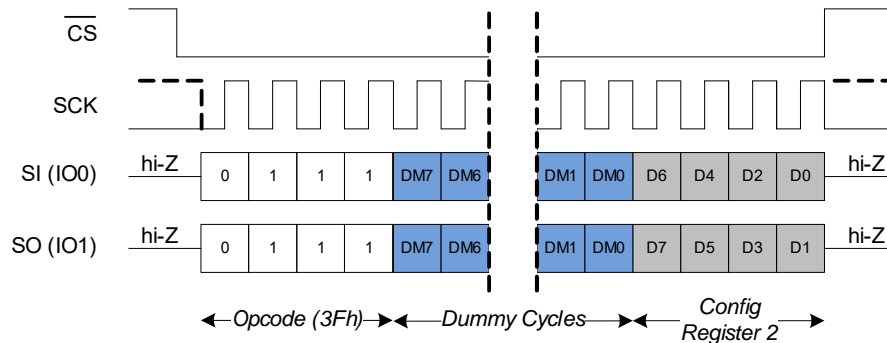 CS
SCK
SI (IO0) hi-Z 0 1 1 1 DM7 DM6 DM1 DM0 D6 D4 D2 D0 hi-Z
SO (IO1) hi-Z 0 1 1 1 DM7 DM6 DM1 DM0 D7 D5 D3 D1 hi-Z
Opcode (3Fh) Dummy Cycles Config
Register 2